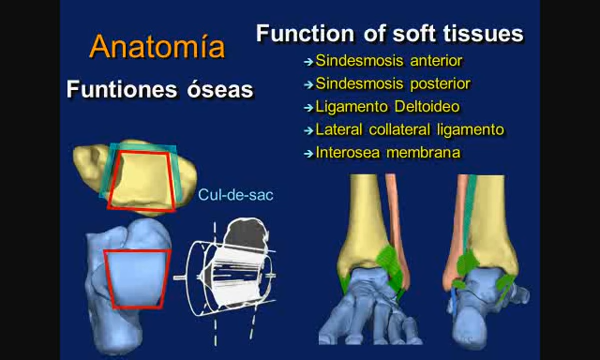 Anatomía
Funtiones óseas
Function of soft tissues
→Sindesmosis anterior
→Sindesmosis posterior
→Ligamento Deltoideo
→Lateral collateral ligamento
→Interosea membrana
Cul-de-sac